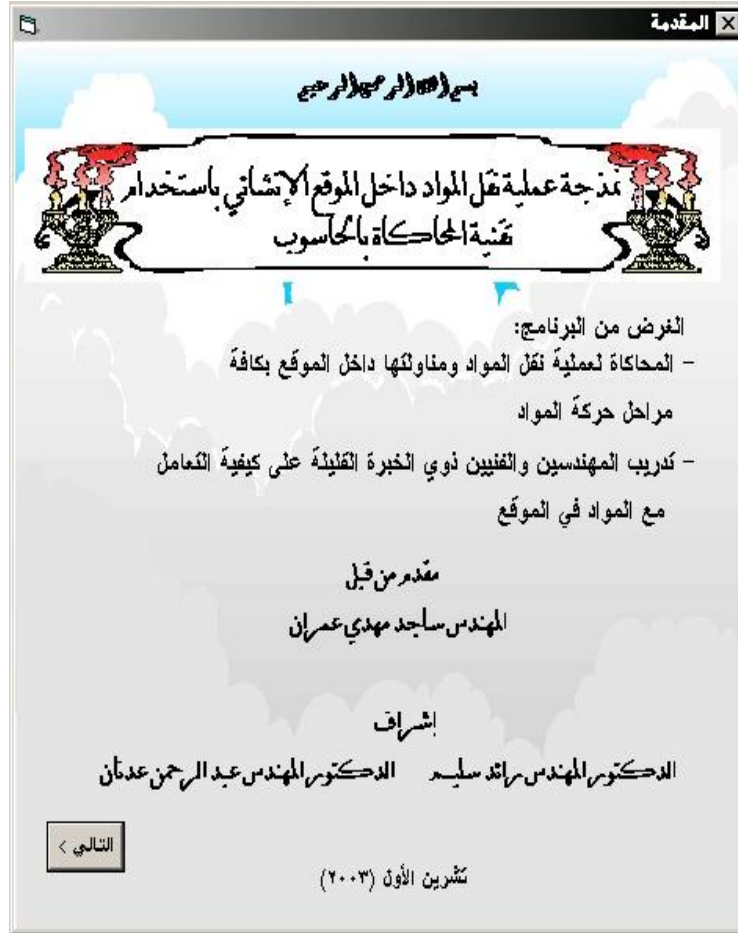 المقدمة
بسم الله الرحمن الرحيم
نمذجة عملية نقل المواد داخل الموقع الإنشائي باستخدام
تقنية المحاكاة بالحاسوب
الغرض من البرنامج:
- المحاكاة لعملية نقل المواد ومناولتها داخل الموقع بكافة
مراحل حركة المواد
- تدريب المهندسين والفنيين ذوي الخبرة القليلة على كيفية التعامل
مع المواد في الموقع
مقدم من قبل
المهندس ساجد مهدي عمران
إشراف
الدكتور المهندس رائد سليم الدكتور المهندس عبد الرحمن عدنان
التالي >
تشرين الأول (٢٠٠٣)